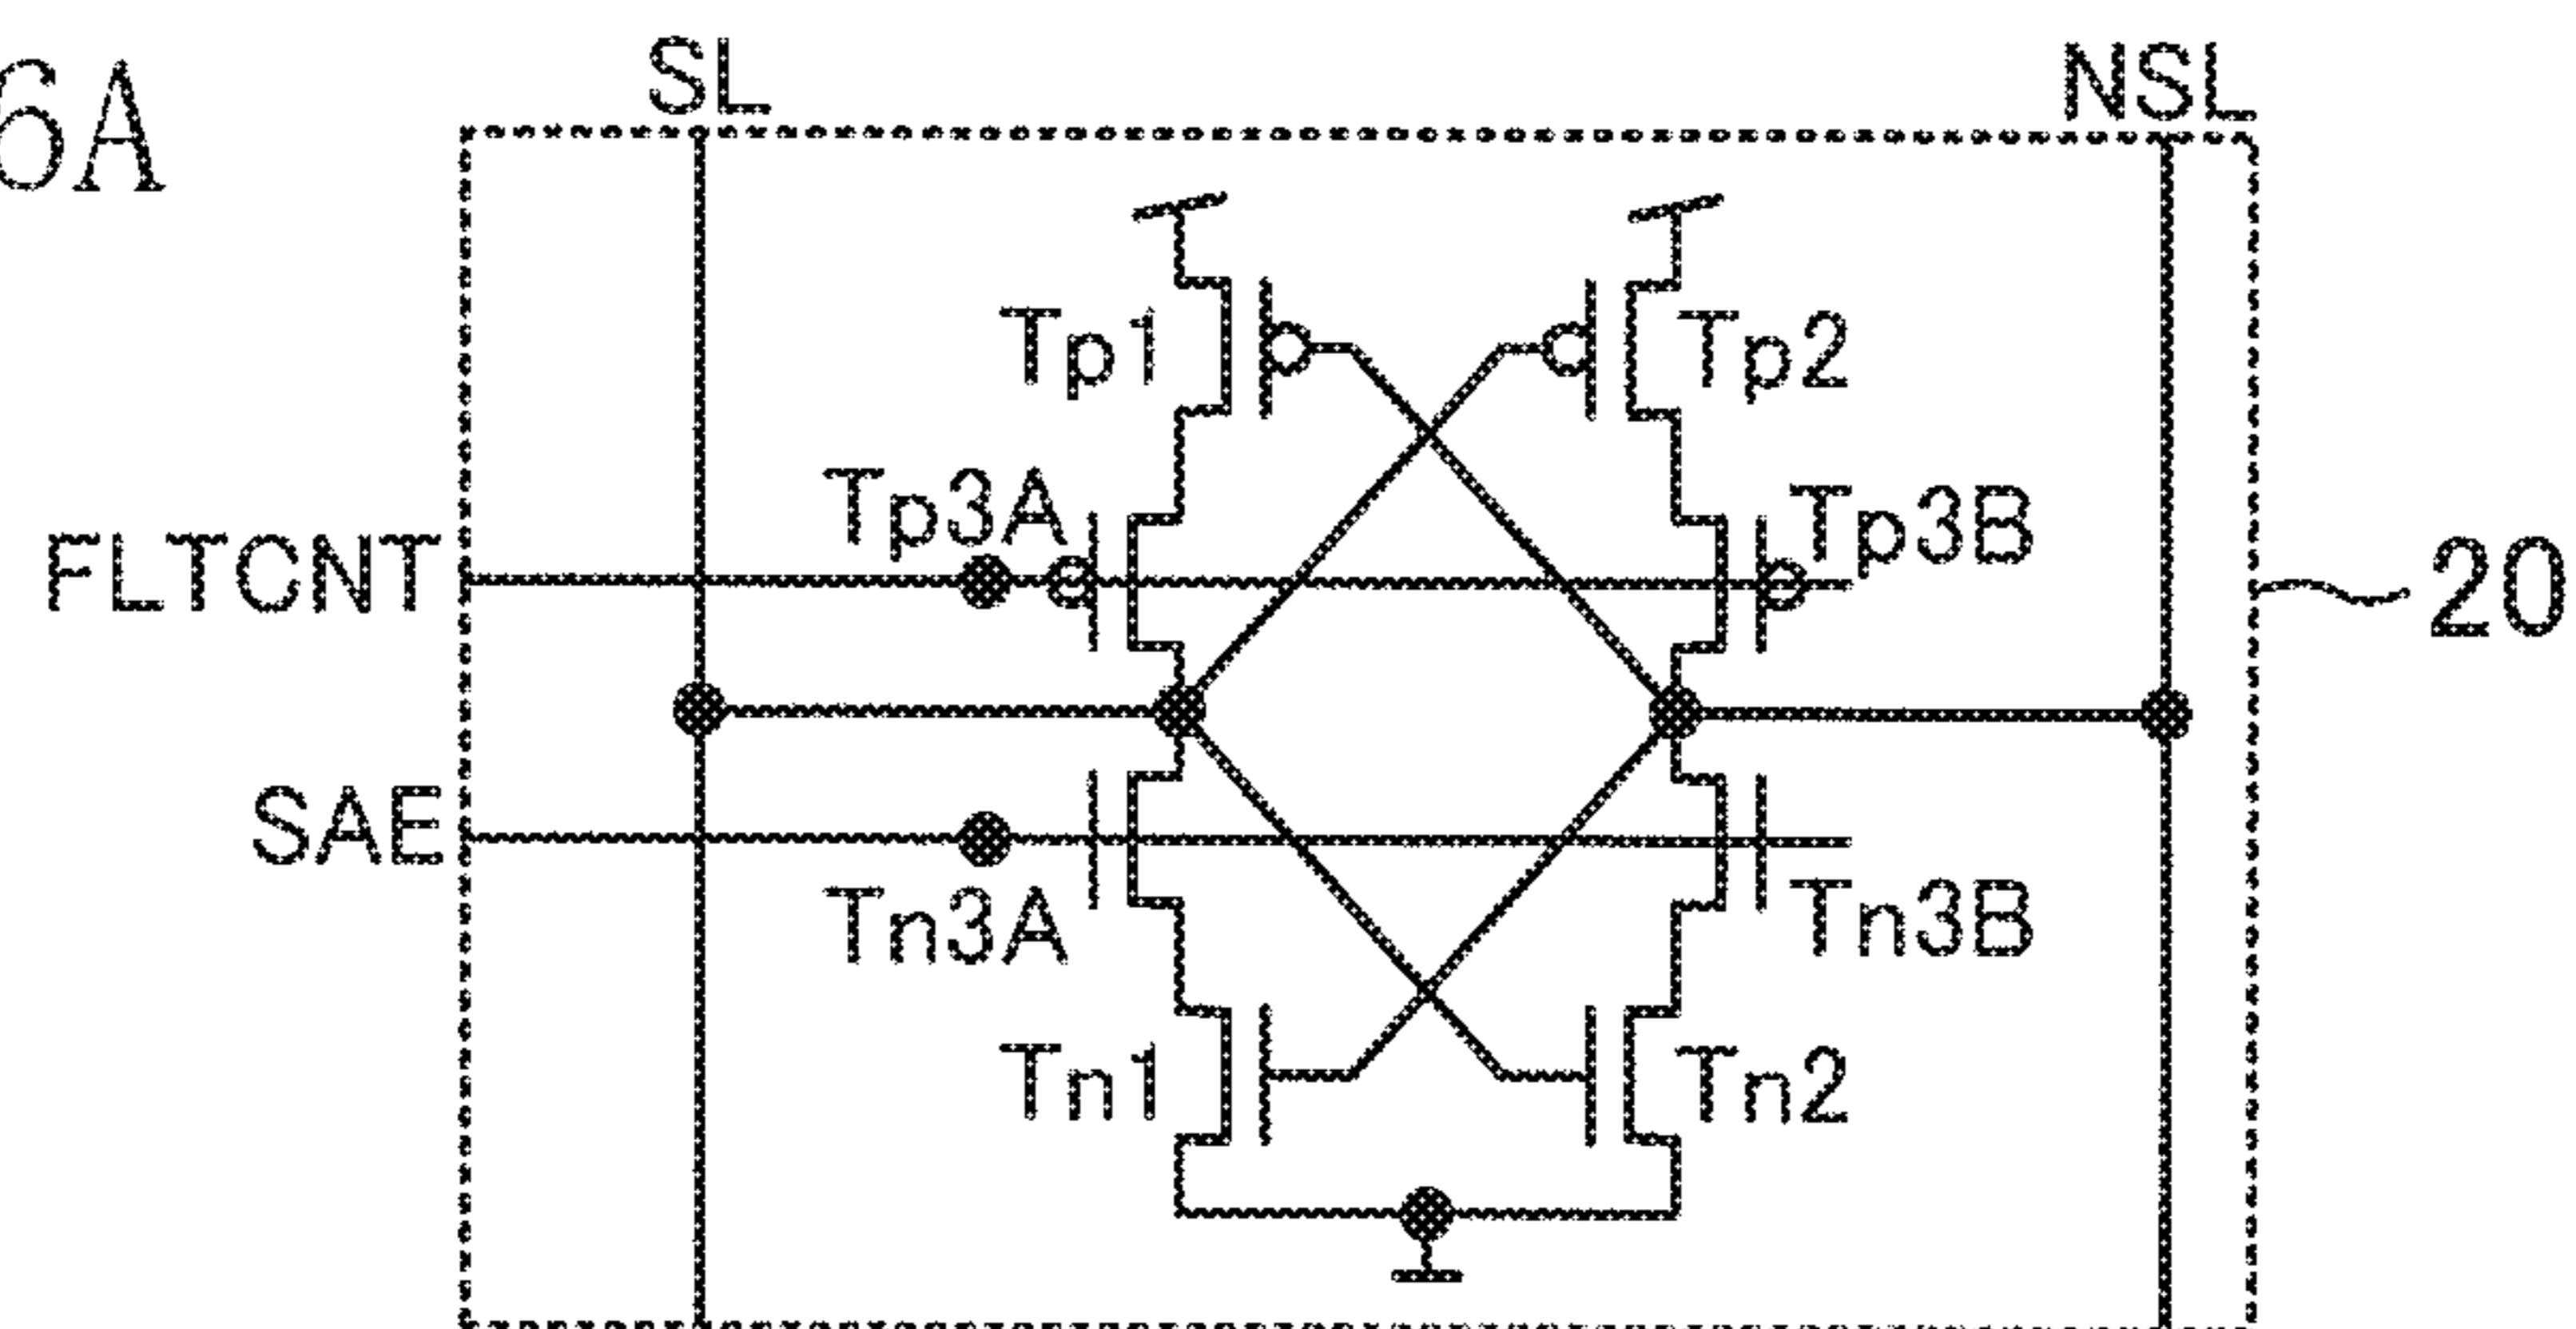 6A
SL
NSL
Tp1
Tp2
Tp3A
Tp3B
FLTCNT
20
SAE
Tn3A
Tn3B
Tn1
Tn2